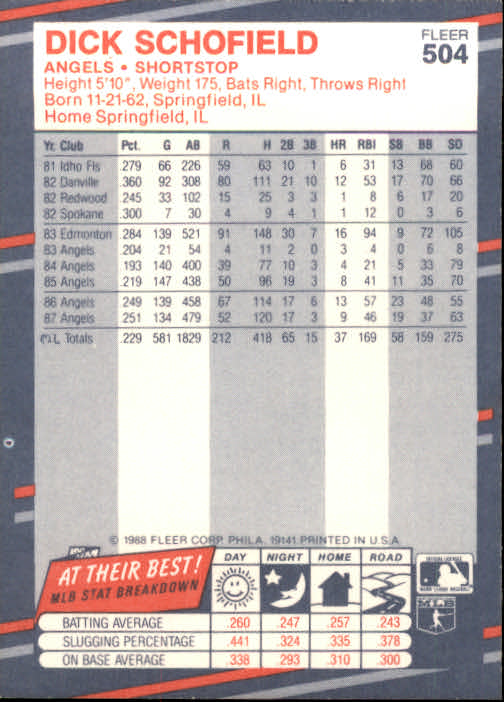 DICK SCHOFIELD
FLEER
504
ANGELS • SHORTSTOP
Height 5'10", Weight 175, Bats Right, Throws Right
Born 11-21-62, Springfield, IL
Home Springfield, IL
Yr. Club Pct. G AB R H 2B 3B HR RBI SB BB SO
81 Idho Fls .279 66 226 59 63 10 1 6 31 13 68 60
82 Danville .360 92 308 80 111 21 10 12 53 17 70 66
82 Redwood .245 33 102 15 25 3 3 1 8 6 17 20
82 Spokane .300 7 30 4 9 4 1 1 12 0 3 6
83 Edmonton .284 139 521 91 148 30 7 16 94 9 72 105
83 Angels .204 21 54 4 11 2 0 3 4 0 6 8
84 Angels .193 140 400 39 77 10 3 4 21 5 33 79
85 Angels .219 147 438 50 96 19 3 8 41 11 35 70
86 Angels .249 139 458 67 114 17 6 13 57 23 48 55
87 Angels .251 134 479 52 120 17 3 9 46 19 37 63
M.L. Totals .229 581 1829 212 418 65 15 37 169 58 159 275
© 1988 FLEER CORP. PHILA. 19141 PRINTED IN U.S.A.
AT THEIR BEST!
MLB STAT BREAKDOWN
DAY NIGHT HOME ROAD
BATTING AVERAGE .260 .247 .257 .243
SLUGGING PERCENTAGE .441 .324 .335 .378
ON BASE AVERAGE .338 .293 .310 .300
OFFICIAL LICENSEE
MAJOR LEAGUE BASEBALL
MLB